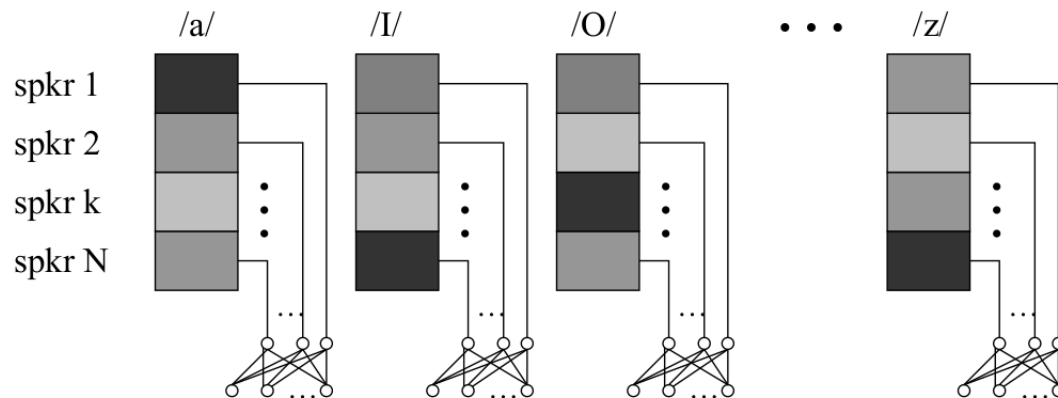 /a/ /I/ /O/ • • • /z/
spkr 1
spkr 2
spkr k
spkr N